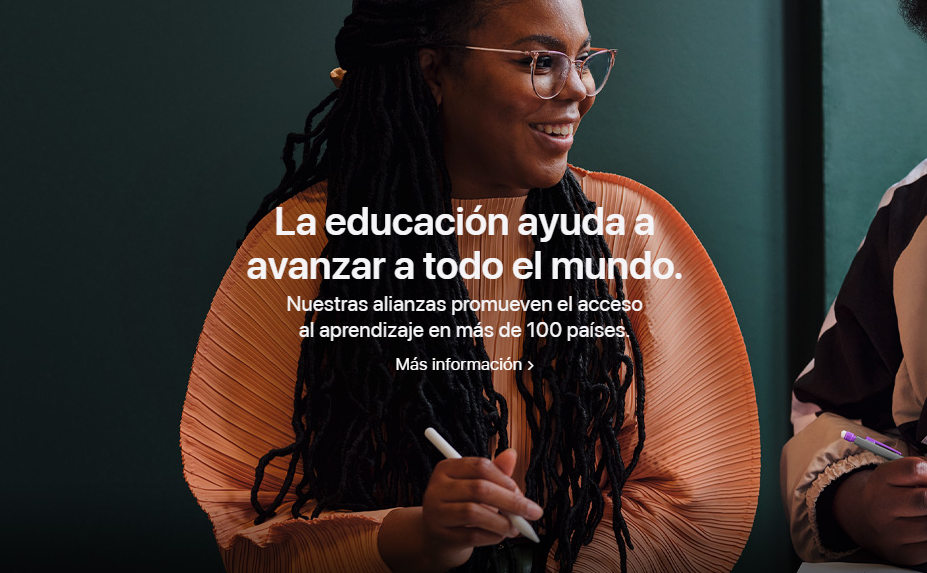 La educación ayuda a
avanzar a todo el mundo.
Nuestras alianzas promueven el acceso
al aprendizaje en más de 100 países.
Más información >